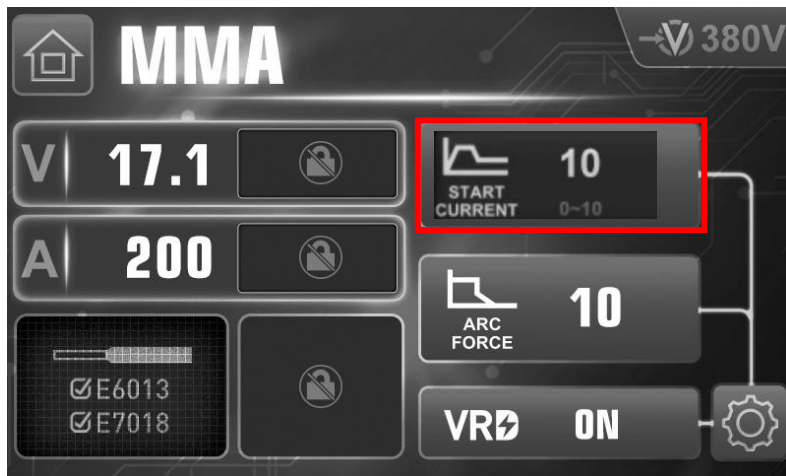 MMA
380V
V 17.1
A 200
E6013
E7018
START
CURRENT
10
0~10
ARC
FORCE
10
VRD ON